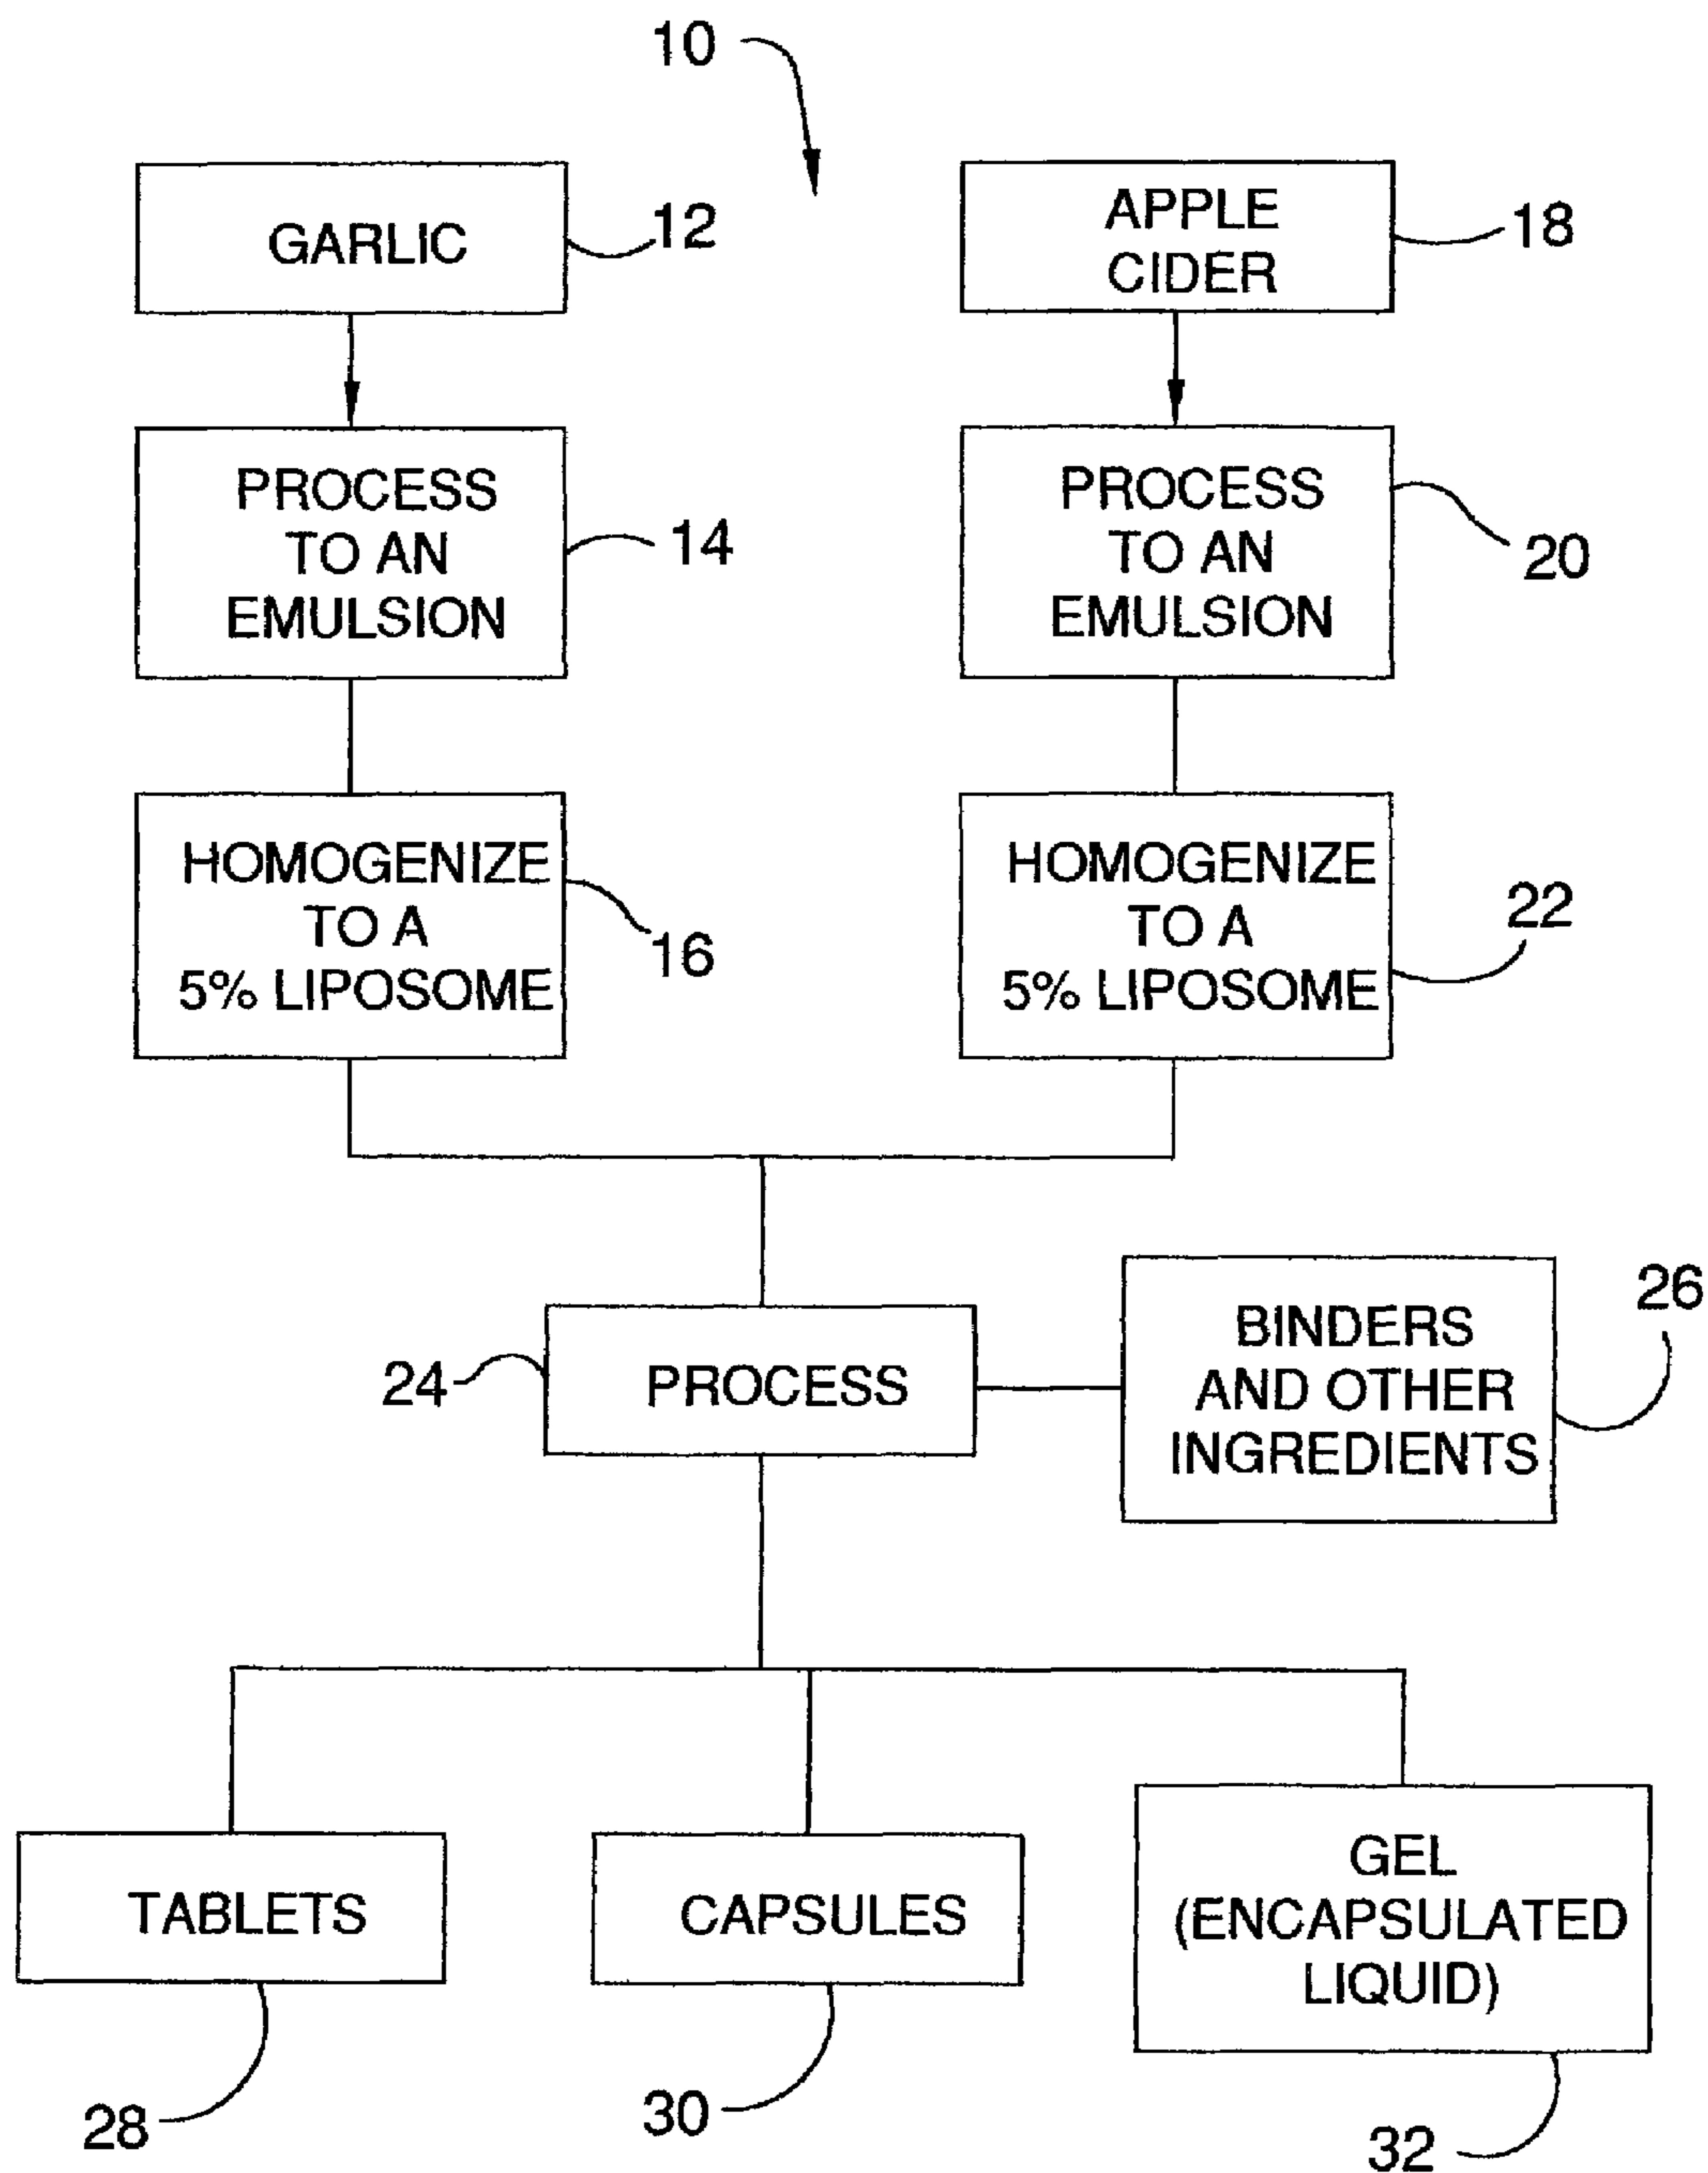 10
GARLIC
12
APPLE
CIDER
18
PROCESS
TO AN
EMULSION
14
PROCESS
TO AN
EMULSION
20
HOMOGENIZE
TO A
5% LIPOSOME
16
HOMOGENIZE
TO A
5% LIPOSOME
22
24
PROCESS
BINDERS
AND OTHER
INGREDIENTS
26
TABLETS
28
CAPSULES
30
GEL
(ENCAPSULATED
LIQUID)
32